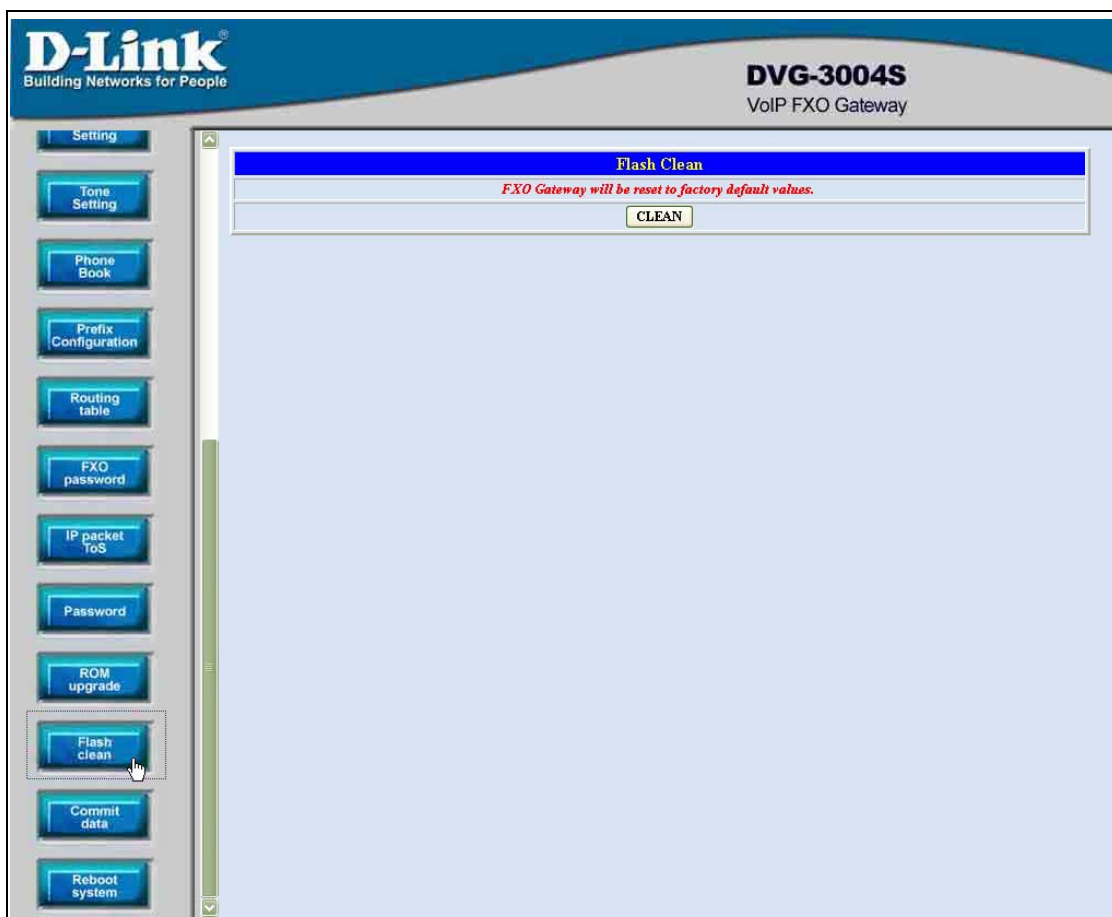 D-Link®
Building Networks for People
DVG-3004S
VoIP FXO Gateway
Setting
Tone
Setting
Phone
Book
Prefix
Configuration
Routing
table
FXO
password
IP packet
ToS
Password
ROM
upgrade
Flash
clean
Commit
data
Reboot
system
Flash Clean
FXO Gateway will be reset to factory default values.
CLEAN